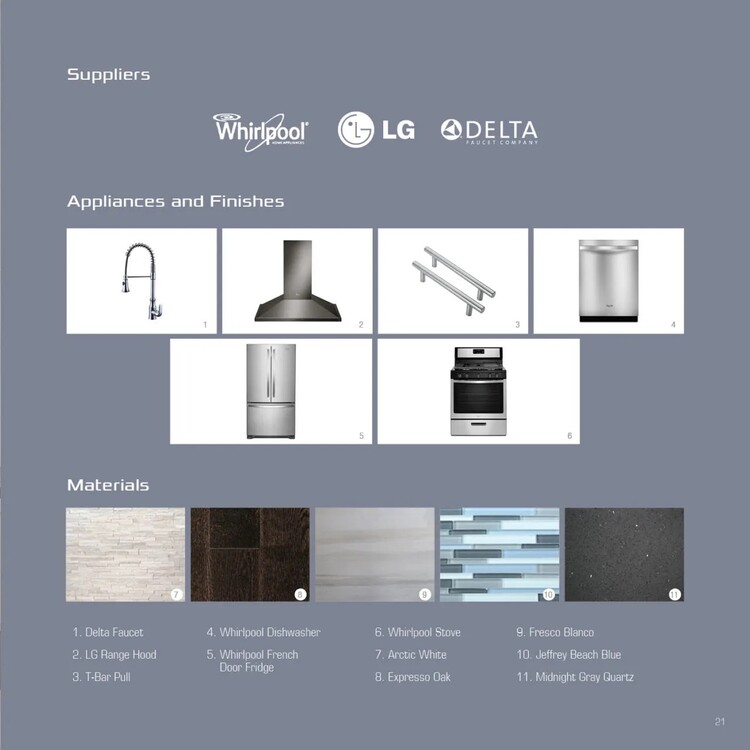 Suppliers
Whirlpool
HOME APPLIANCES
LG
DELTA
FAUCET COMPANY
Appliances and Finishes
1
2
3
4
5
6
Materials
7
8
9
10
11
1. Delta Faucet
2. LG Range Hood
3. T-Bar Pull
4. Whirlpool Dishwasher
5. Whirlpool French
Door Fridge
6. Whirlpool Stove
7. Arctic White
8. Expresso Oak
9. Fresco Blanco
10. Jeffrey Beach Blue
11. Midnight Gray Quartz
21